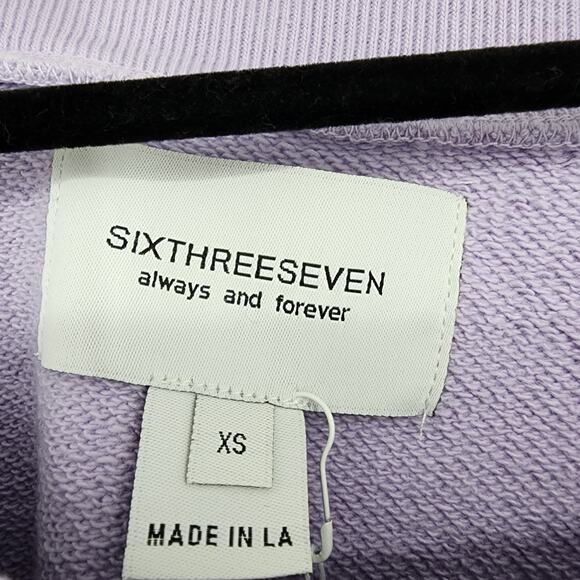 SIXTHREESEVEN
always and forever
XS
MADE IN LA